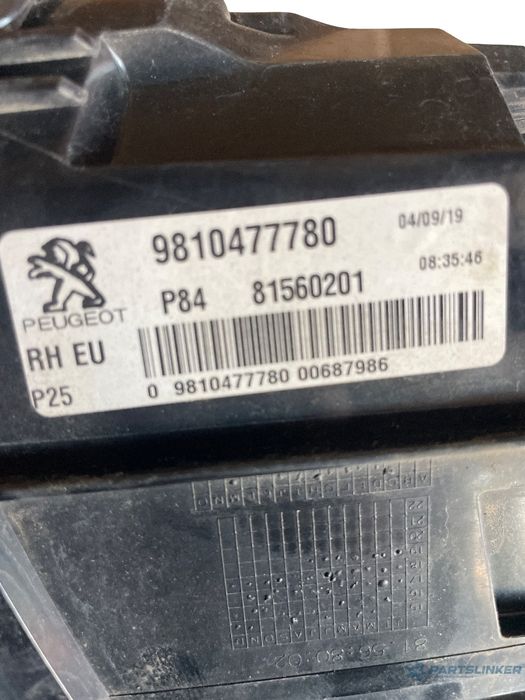 9810477780 04/09/19
P84 81560201 08:35:46
PEUGEOT
RH EU
P25
0 9810477780 00687986
PARTSLINKER